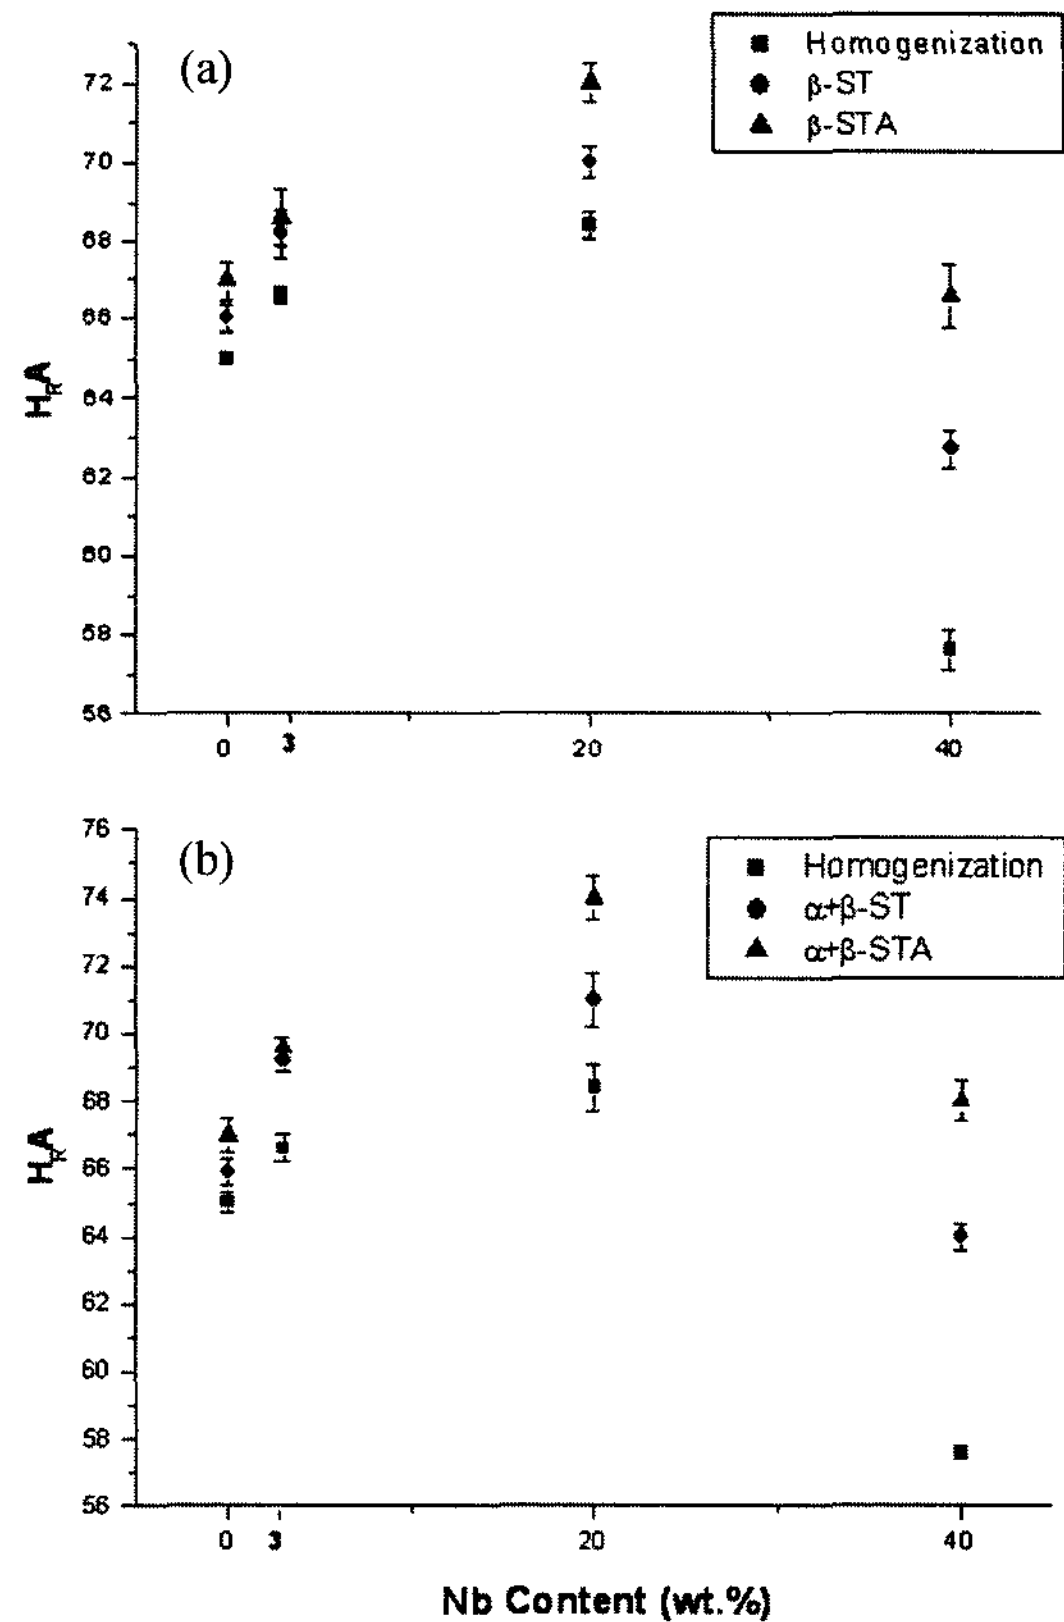 (a)
Homogenization
β-ST
β-STA
72
70
68
66
64
62
60
58
56
HRA
0 3 20 40
(b)
Homogenization
α+β-ST
α+β-STA
76
74
72
70
68
66
64
62
60
58
56
HRA
0 3 20 40
Nb Content (wt.%)